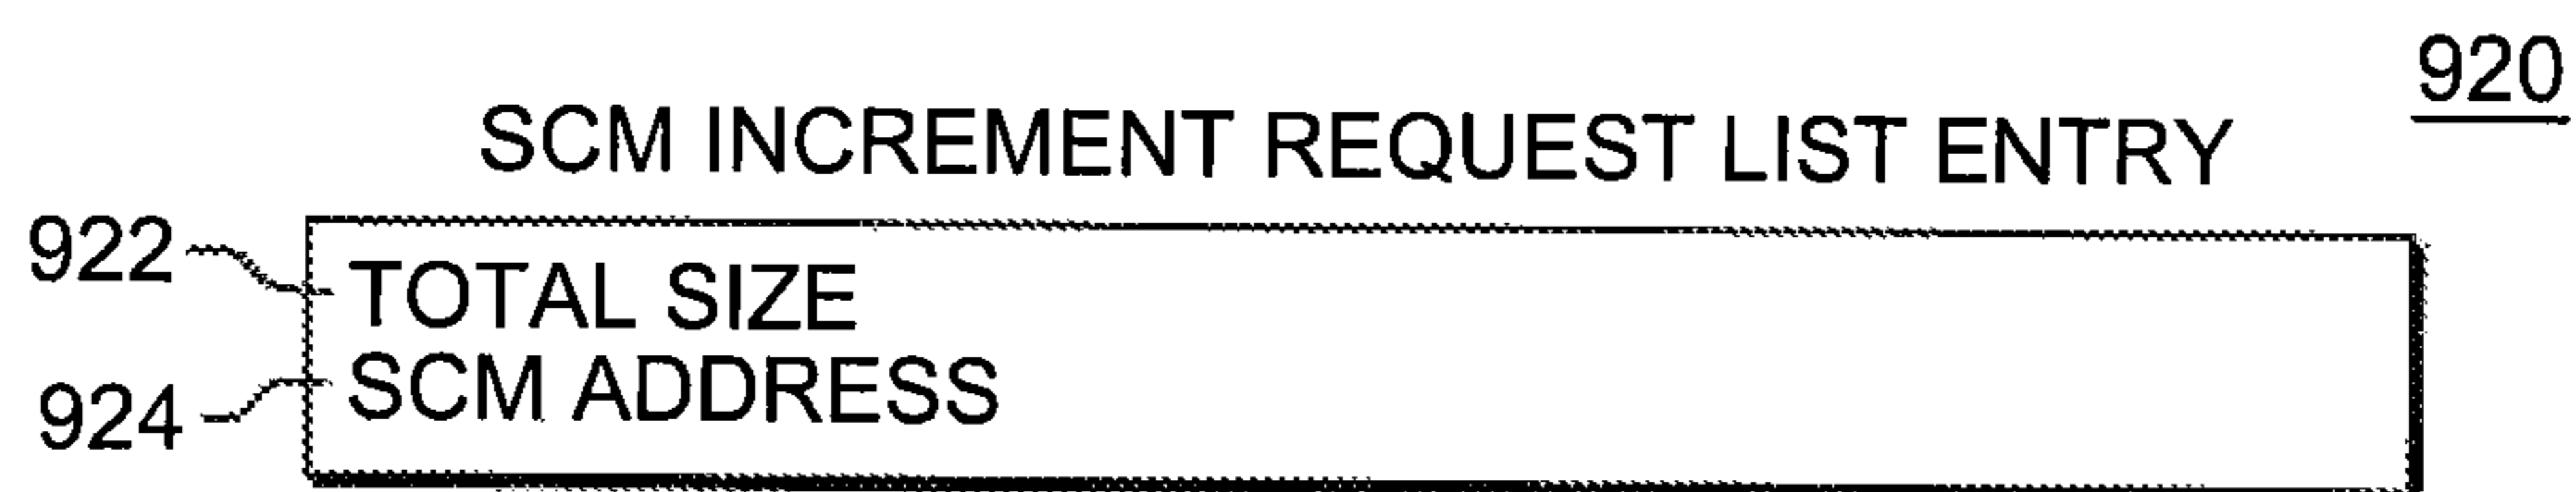 920
SCM INCREMENT REQUEST LIST ENTRY
922 TOTAL SIZE
924 SCM ADDRESS